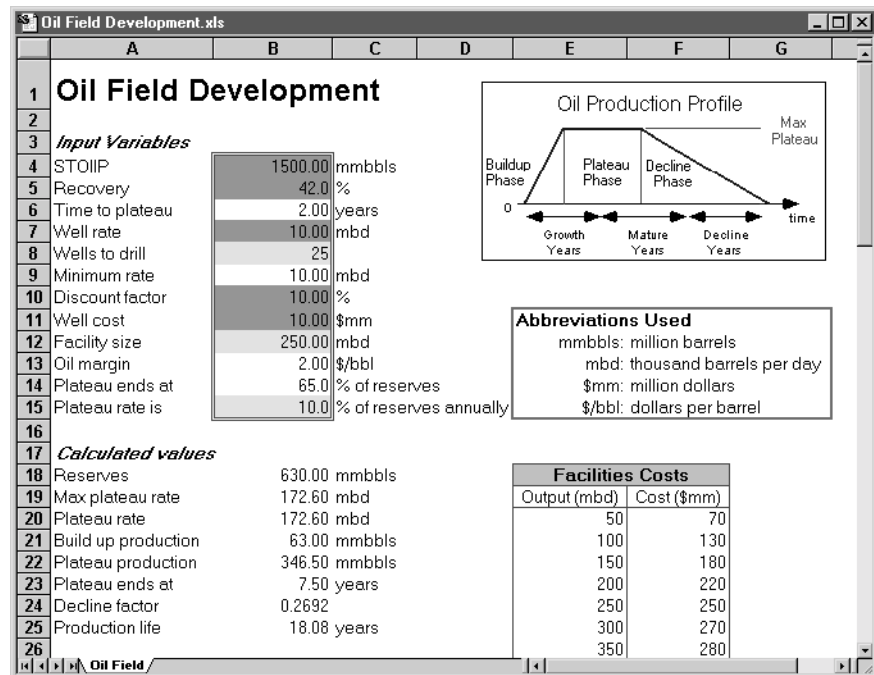 Oil Field Development.xls
A B C D E F G
1 Oil Field Development
2
3 Input Variables
4 STOIIP 1500.00 mmbbls
5 Recovery 42.0 %
6 Time to plateau 2.00 years
7 Well rate 10.00 mbd
8 Wells to drill 25
9 Minimum rate 10.00 mbd
10 Discount factor 10.00 %
11 Well cost 10.00 $mm
12 Facility size 250.00 mbd
13 Oil margin 2.00 $/bbl
14 Plateau ends at 65.0 % of reserves
15 Plateau rate is 10.0 % of reserves annually
16
Oil Production Profile
Max
Plateau
Buildup
Phase
Plateau
Phase
Decline
Phase
0
time
Growth
Years
Mature
Years
Decline
Years
Abbreviations Used
mmbbls: million barrels
mbd: thousand barrels per day
$mm: million dollars
$/bbl: dollars per barrel
17 Calculated values
18 Reserves 630.00 mmbbls
19 Max plateau rate 172.60 mbd
20 Plateau rate 172.60 mbd
21 Build up production 63.00 mmbbls
22 Plateau production 346.50 mmbbls
23 Plateau ends at 7.50 years
24 Decline factor 0.2692
25 Production life 18.08 years
26
Facilities Costs
Output (mbd) Cost ($mm)
50 70
100 130
150 180
200 220
250 250
300 270
350 280
Oil Field